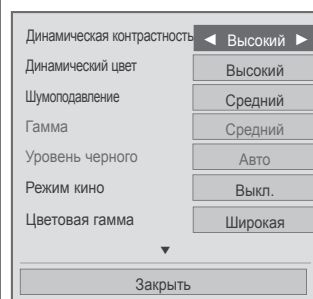 Динамическая контрастность ◀ Высокий ▶
Динамический цвет Высокий
Шумоподавление Средний
Гамма Средний
Уровень черного Авто
Режим кино Выкл.
Цветовая гамма Широкая
▼
Закрыть